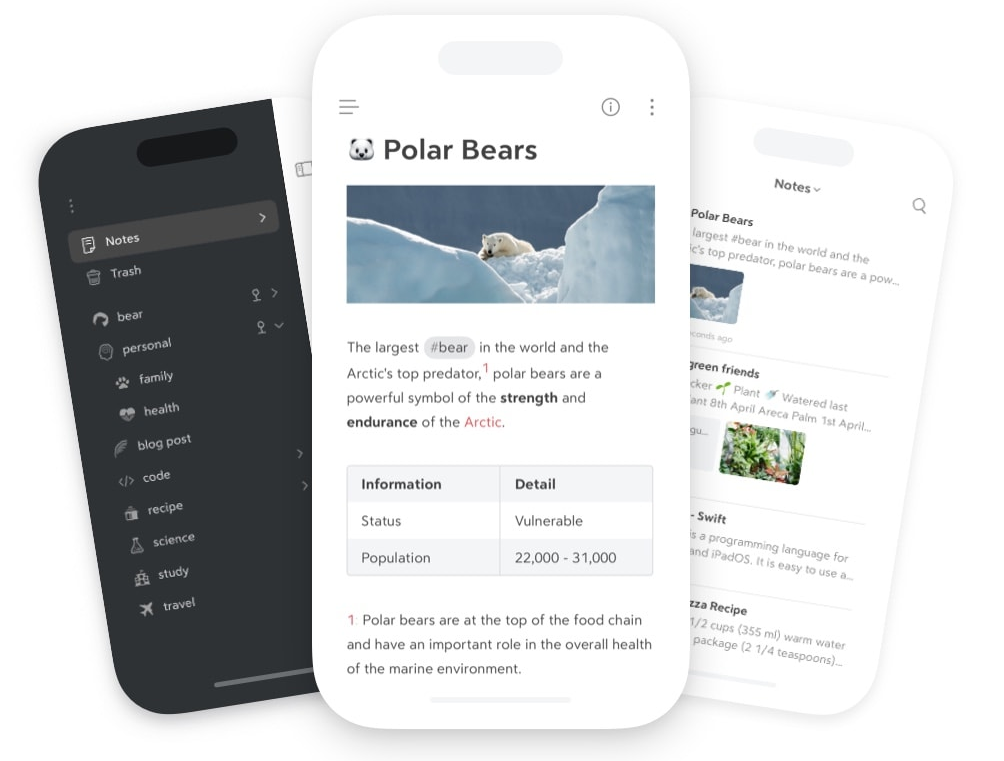 Notes
Trash
bear
personal
family
health
blog post
code
recipe
science
study
travel
Polar Bears
The largest #bear in the world and the
Arctic's top predator,1 polar bears are a
powerful symbol of the strength and
endurance of the Arctic.
Information Detail
Status Vulnerable
Population 22,000 - 31,000
1: Polar bears are at the top of the food chain
and have an important role in the overall health
of the marine environment.
Notes
Polar Bears
largest #bear in the world and the
ic's top predator, polar bears are a pow...
econds ago
green friends
cker 🌱 Plant 🚿 Watered last
ant 8th April Areca Palm 1st April...
gu...
- Swift
is a programming language for
and iPadOS. It is easy to use a...
zza Recipe
1/2 cups (355 ml) warm water
package (2 1/4 teaspoons)...